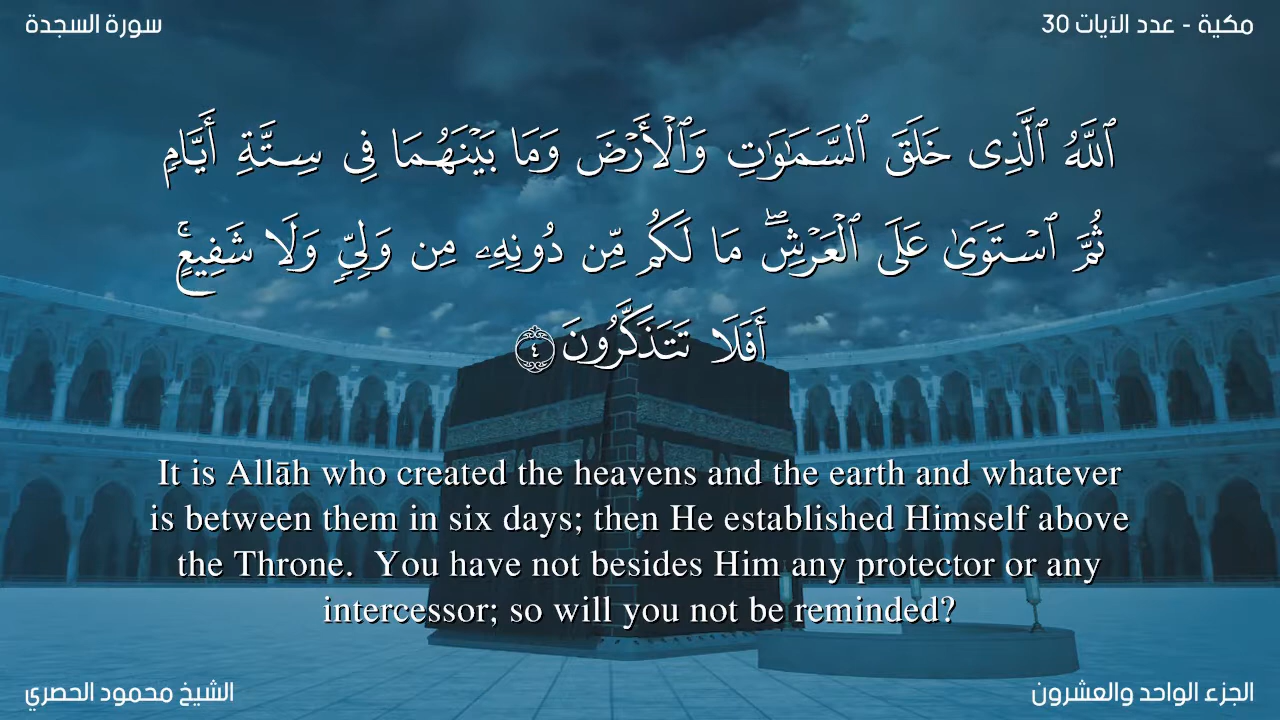 سورة السجدة
مكية - عدد الآيات 30
ٱللَّهُ ٱلَّذِى خَلَقَ ٱلسَّمَـٰوَٰتِ وَٱلْأَرْضَ وَمَا بَيْنَهُمَا فِى سِتَّةِ أَيَّامٍ
ثُمَّ ٱسْتَوَىٰ عَلَى ٱلْعَرْشِ ۖ مَا لَكُم مِّن دُونِهِۦ مِن وَلِىٍّ وَلَا شَفِيعٍ ۚ
أَفَلَا تَتَذَكَّرُونَ ٤
It is Allāh who created the heavens and the earth and whatever
is between them in six days; then He established Himself above
the Throne.  You have not besides Him any protector or any
intercessor; so will you not be reminded?
الشيخ محمود الحصري
الجزء الواحد والعشرون